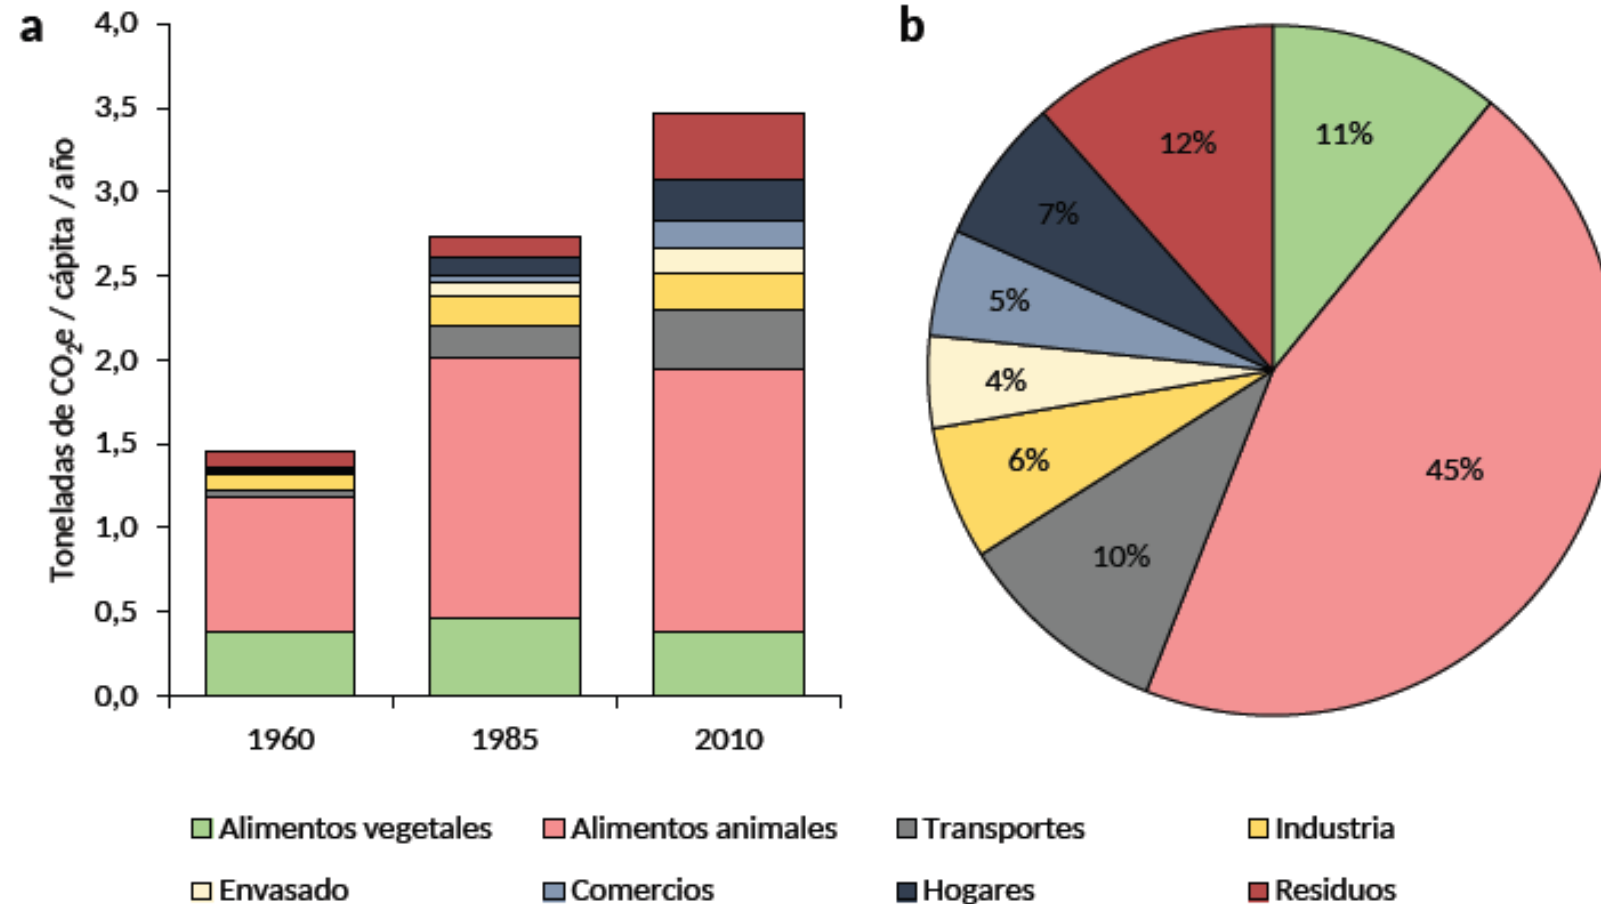 a
4,0
3,5
3,0
2,5
2,0
1,5
1,0
0,5
0,0
Toneladas de CO2e / cápita / año
1960 1985 2010
b
11%
45%
10%
6%
4%
5%
7%
12%
Alimentos vegetales Alimentos animales Transportes Industria
Envasado Comercios Hogares Residuos